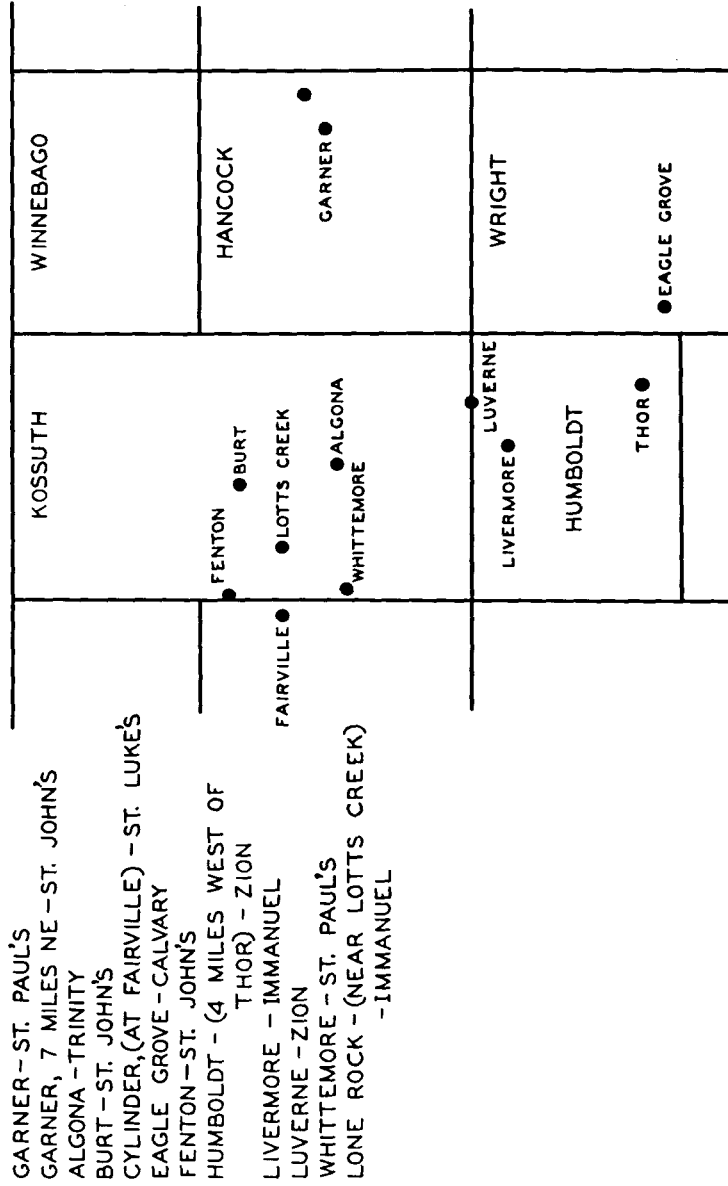 GARNER – ST. PAUL'S
GARNER, 7 MILES NE – ST. JOHN'S
ALGONA – TRINITY
BURT – ST. JOHN'S
CYLINDER, (AT FAIRVILLE) – ST. LUKE'S
EAGLE GROVE – CALVARY
FENTON – ST. JOHN'S
HUMBOLDT – (4 MILES WEST OF
THOR) – ZION
LIVERMORE – IMMANUEL
LUVERNE – ZION
WHITTEMORE – ST. PAUL'S
LONE ROCK – (NEAR LOTTS CREEK)
– IMMANUEL
KOSSUTH
WINNEBAGO
HANCOCK
FENTON
BURT
FAIRVILLE
LOTTS CREEK
GARNER
ALGONA
WHITTEMORE
LUVERNE
WRIGHT
LIVERMORE
HUMBOLDT
THOR
EAGLE GROVE